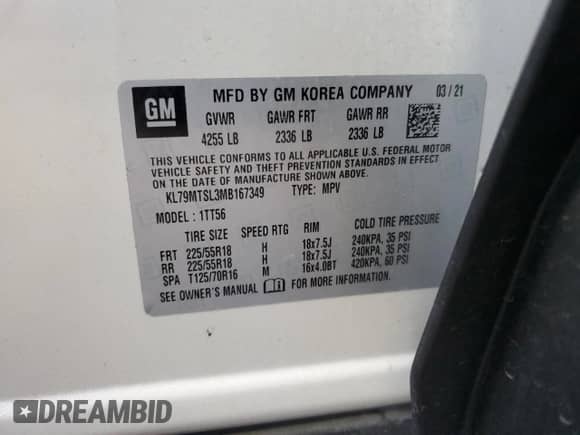 GM
MFD BY GM KOREA COMPANY 03/21
GVWR GAWR FRT GAWR RR
4255 LB 2336 LB 2336 LB
THIS VEHICLE CONFORMS TO ALL APPLICABLE U.S. FEDERAL MOTOR
VEHICLE SAFETY AND THEFT PREVENTION STANDARDS IN EFFECT
ON THE DATE OF MANUFACTURE SHOWN ABOVE.
KL79MTSL3MB167349 TYPE: MPV
MODEL: 1TT56
TIRE SIZE SPEED RTG RIM COLD TIRE PRESSURE
FRT 225/55R18 H 18x7.5J 240KPA, 35 PSI
RR 225/55R18 H 18x7.5J 240KPA, 35 PSI
SPA T125/70R16 M 16x4.0BT 420KPA, 60 PSI
SEE OWNER'S MANUAL FOR MORE INFORMATION.
DREAMBID